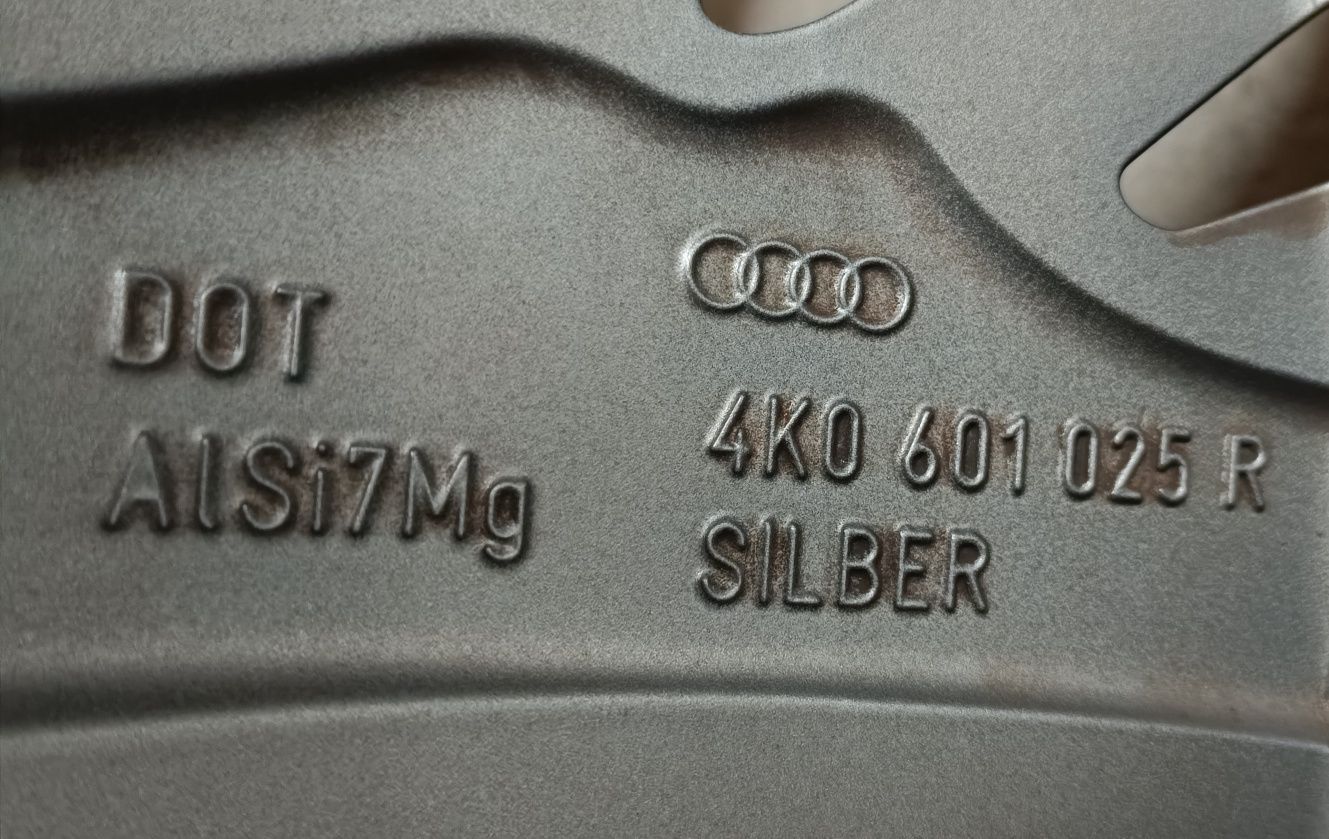 DOT
AlSi7Mg
4K0 601 025 R
SILBER